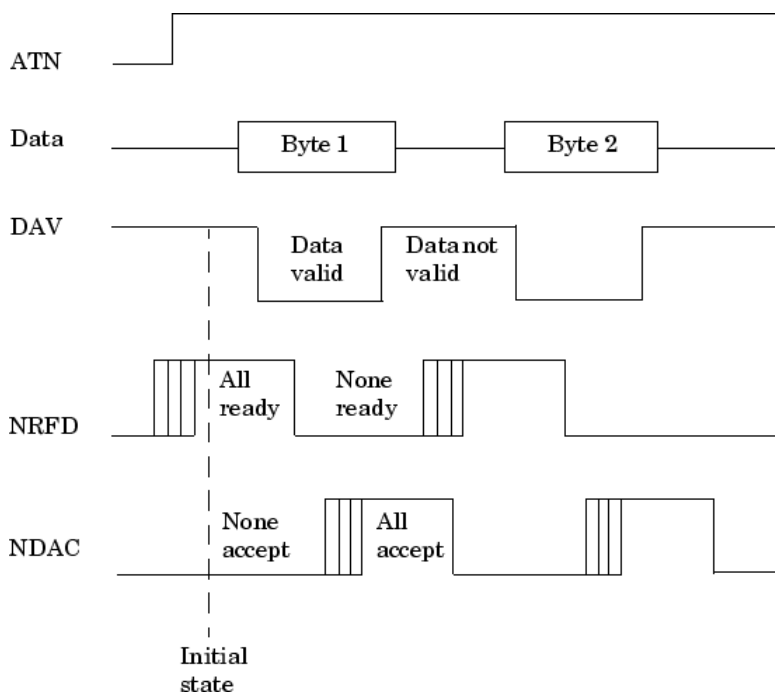 ATN
Data
Byte 1
Byte 2
DAV
Data
valid
Data not
valid
NRFD
All
ready
None
ready
NDAC
None
accept
All
accept
Initial
state